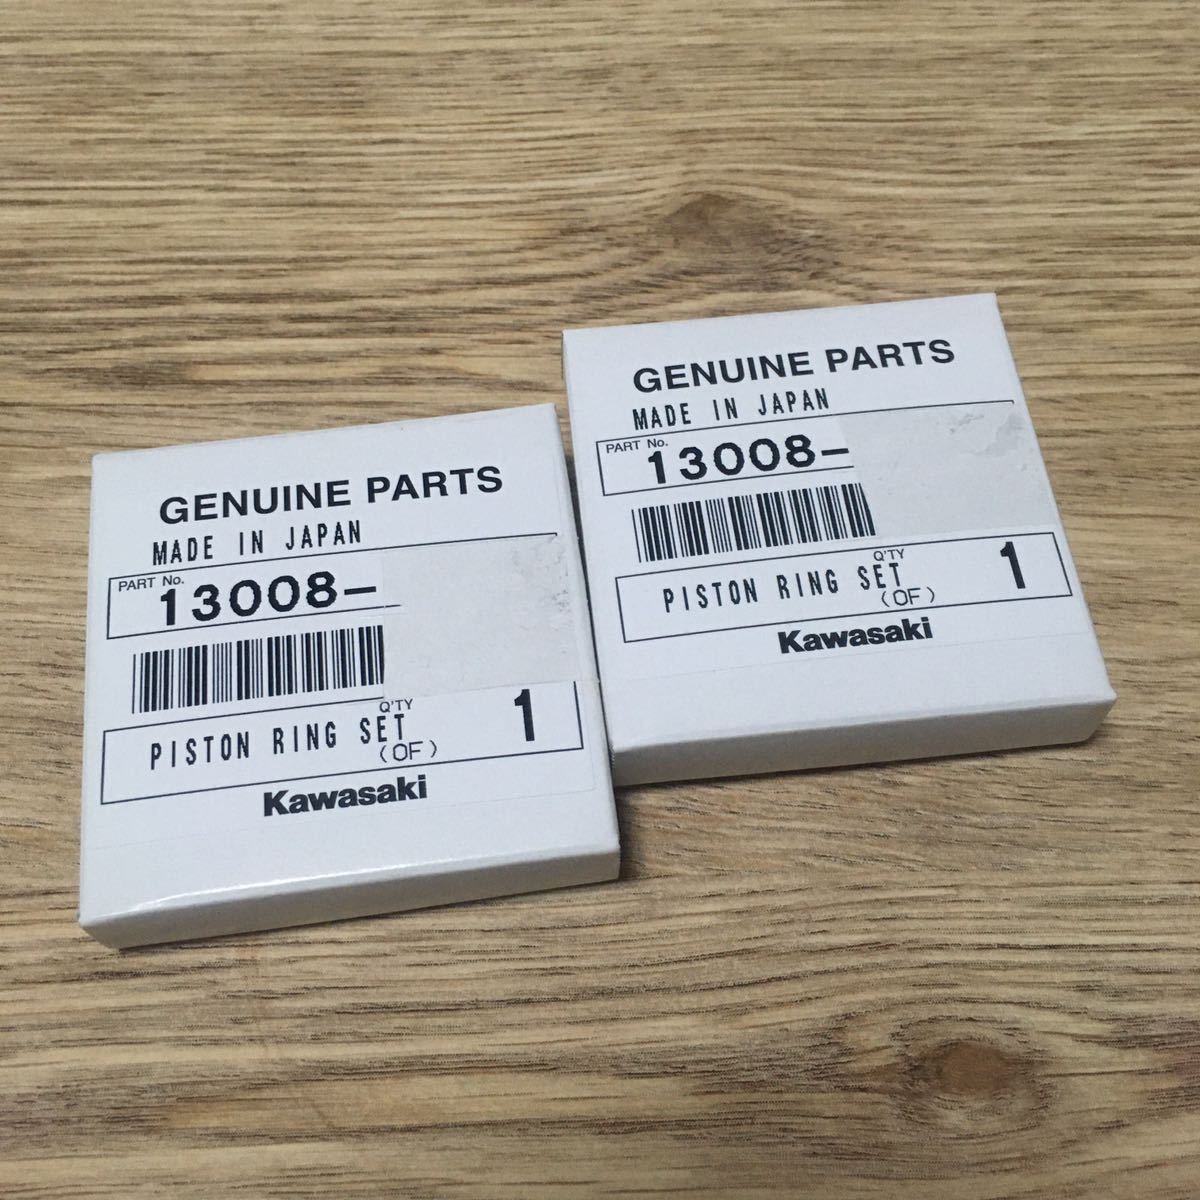 GENUINE PARTS
MADE IN JAPAN
PART No.
13008-
Q'TY
PISTON RING SET
1
(OF)
Kawasaki
GENUINE PARTS
MADE IN JAPAN
PART No.
13008-
Q'TY
PISTON RING SET
1
(OF)
Kawasaki